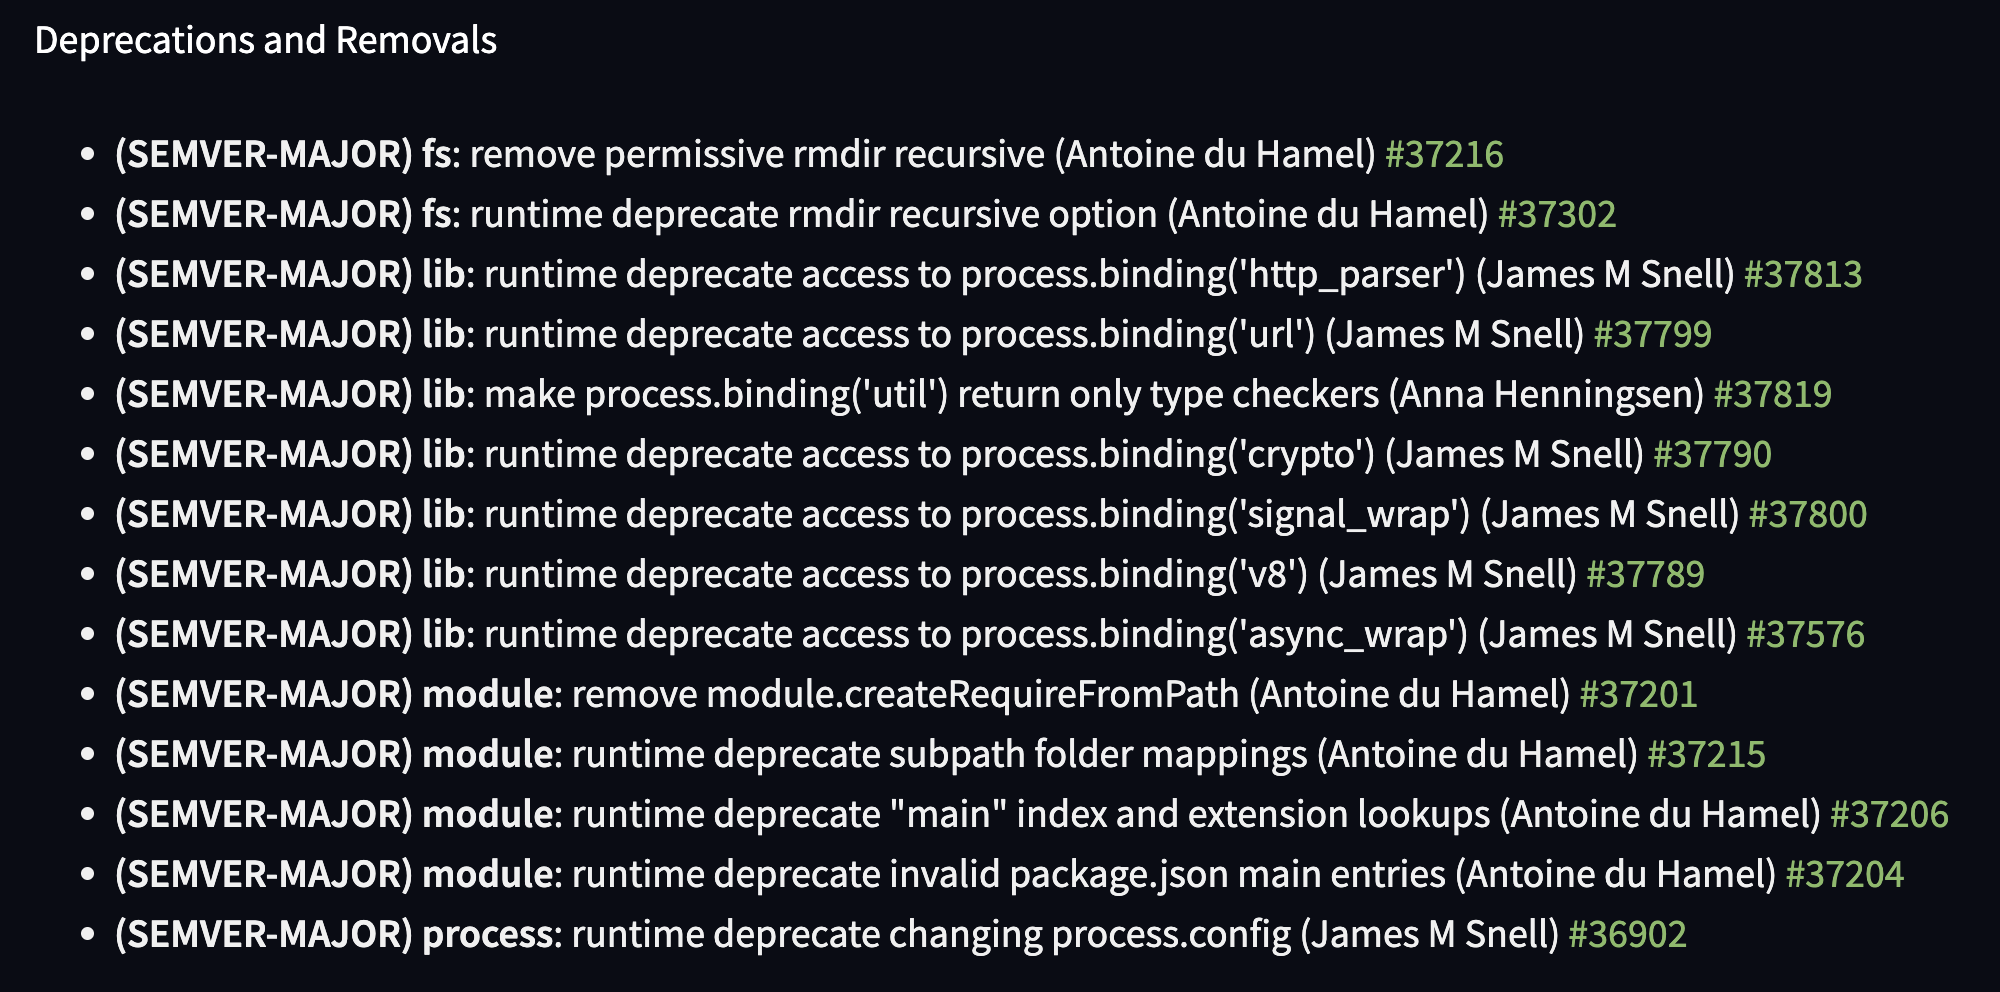 Deprecations and Removals
• (SEMVER-MAJOR) fs: remove permissive rmdir recursive (Antoine du Hamel) #37216
• (SEMVER-MAJOR) fs: runtime deprecate rmdir recursive option (Antoine du Hamel) #37302
• (SEMVER-MAJOR) lib: runtime deprecate access to process.binding('http_parser') (James M Snell) #37813
• (SEMVER-MAJOR) lib: runtime deprecate access to process.binding('url') (James M Snell) #37799
• (SEMVER-MAJOR) lib: make process.binding('util') return only type checkers (Anna Henningsen) #37819
• (SEMVER-MAJOR) lib: runtime deprecate access to process.binding('crypto') (James M Snell) #37790
• (SEMVER-MAJOR) lib: runtime deprecate access to process.binding('signal_wrap') (James M Snell) #37800
• (SEMVER-MAJOR) lib: runtime deprecate access to process.binding('v8') (James M Snell) #37789
• (SEMVER-MAJOR) lib: runtime deprecate access to process.binding('async_wrap') (James M Snell) #37576
• (SEMVER-MAJOR) module: remove module.createRequireFromPath (Antoine du Hamel) #37201
• (SEMVER-MAJOR) module: runtime deprecate subpath folder mappings (Antoine du Hamel) #37215
• (SEMVER-MAJOR) module: runtime deprecate "main" index and extension lookups (Antoine du Hamel) #37206
• (SEMVER-MAJOR) module: runtime deprecate invalid package.json main entries (Antoine du Hamel) #37204
• (SEMVER-MAJOR) process: runtime deprecate changing process.config (James M Snell) #36902